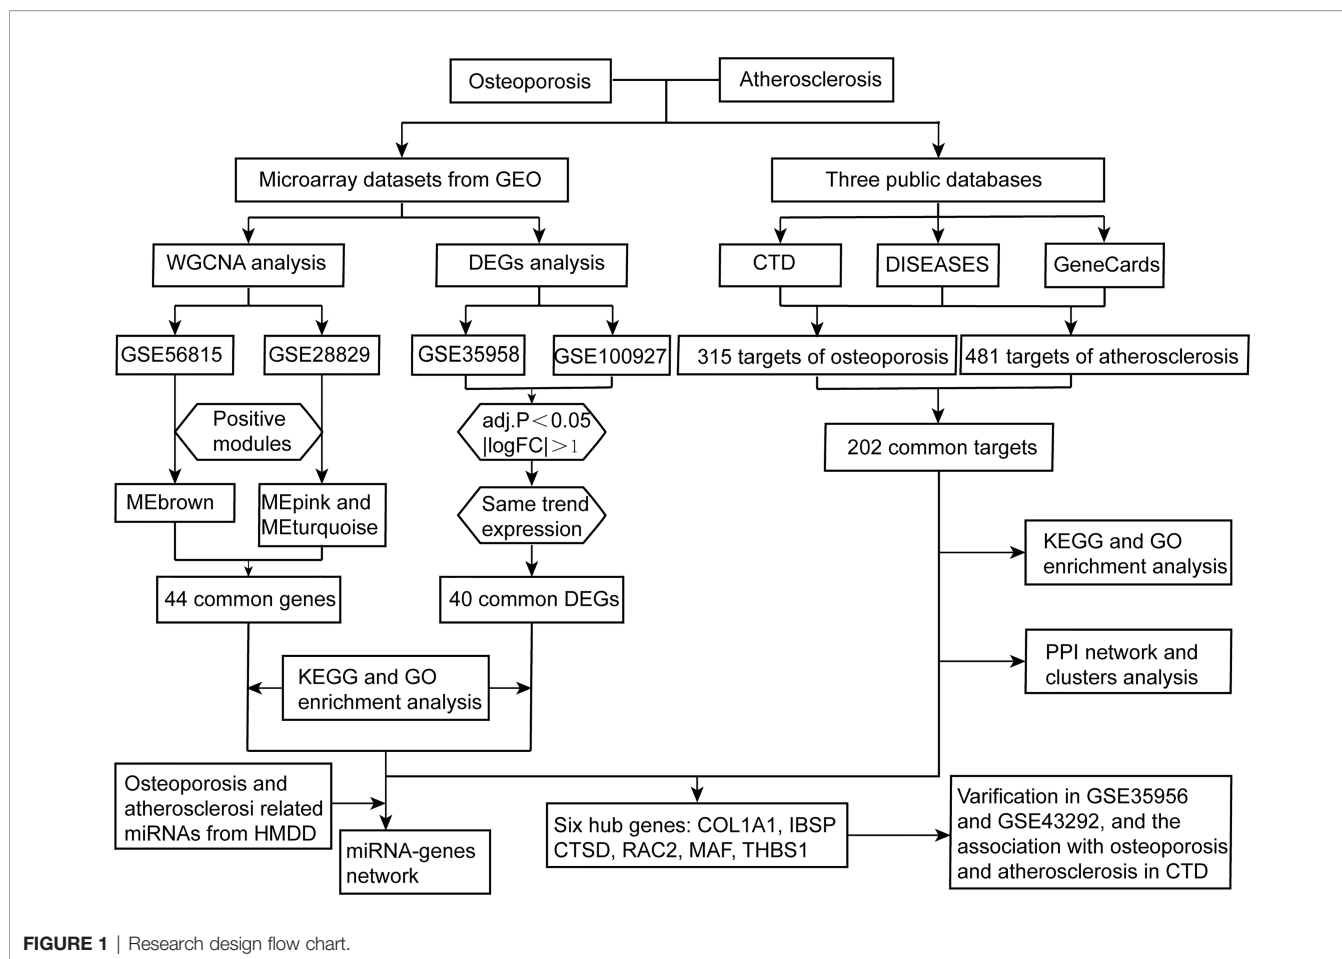 Osteoporosis
Atherosclerosis
Microarray datasets from GEO
Three public databases
WGCNA analysis
DEGs analysis
CTD
DISEASES
GeneCards
GSE56815
GSE28829
GSE35958
GSE100927
315 targets of osteoporosis
481 targets of atherosclerosis
Positive
modules
adj.P<0.05
|logFC|>1
202 common targets
MEbrown
MEpink and
MEturquoise
Same trend
expression
KEGG and GO
enrichment analysis
44 common genes
40 common DEGs
PPI network and
clusters analysis
KEGG and GO
enrichment analysis
Osteoporosis and
atherosclerosi related
miRNAs from HMDD
miRNA-genes
network
Six hub genes: COL1A1, IBSP
CTSD, RAC2, MAF, THBS1
Varification in GSE35956
and GSE43292, and the
association with osteoporosis
and atherosclerosis in CTD
FIGURE 1 | Research design flow chart.